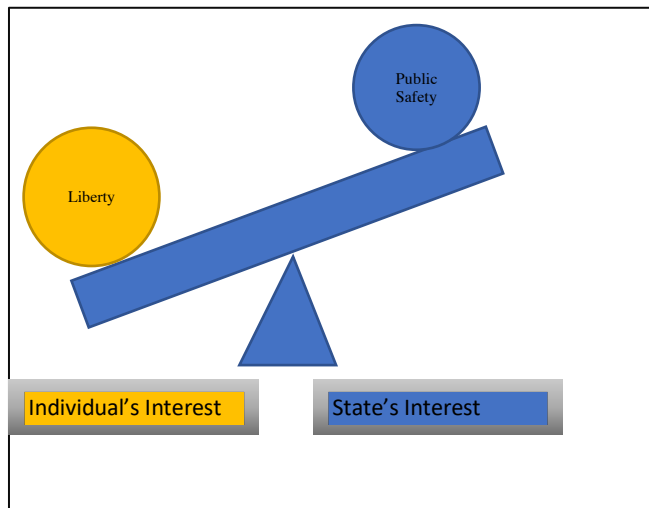 Public
Safety
Liberty
Individual’s Interest
State’s Interest